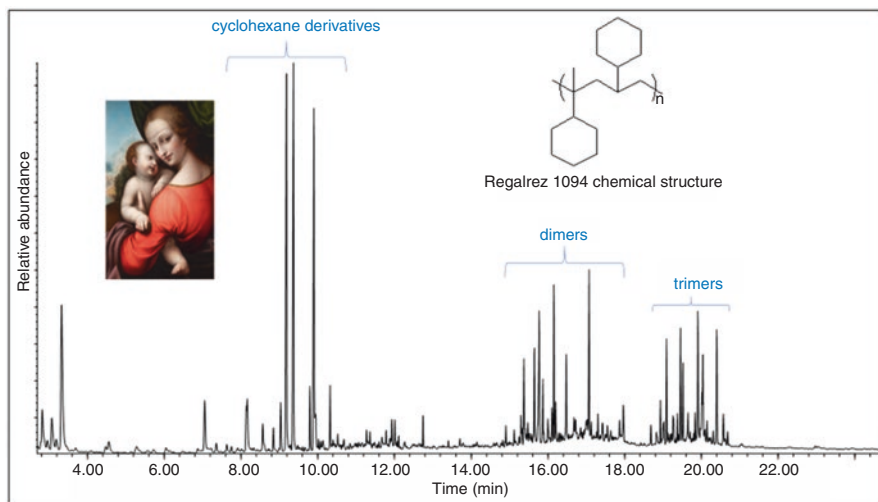 cyclohexane derivatives
n
Regalrez 1094 chemical structure
Relative abundance
dimers
trimers
4.00 6.00 8.00 10.00 12.00 14.00 16.00 18.00 20.00 22.00
Time (min)